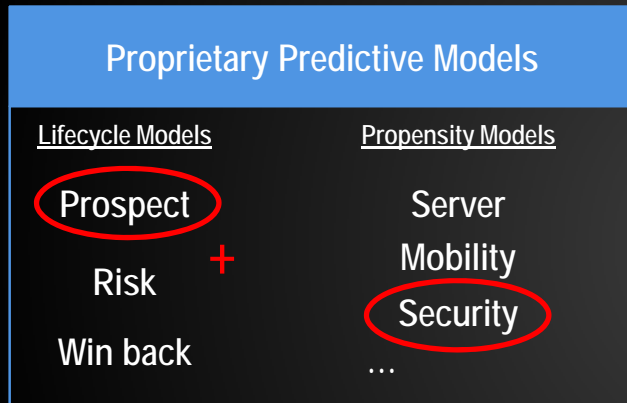 Proprietary Predictive Models
Lifecycle Models
Prospect
+
Risk
Win back
Propensity Models
Server
Mobility
Security
...